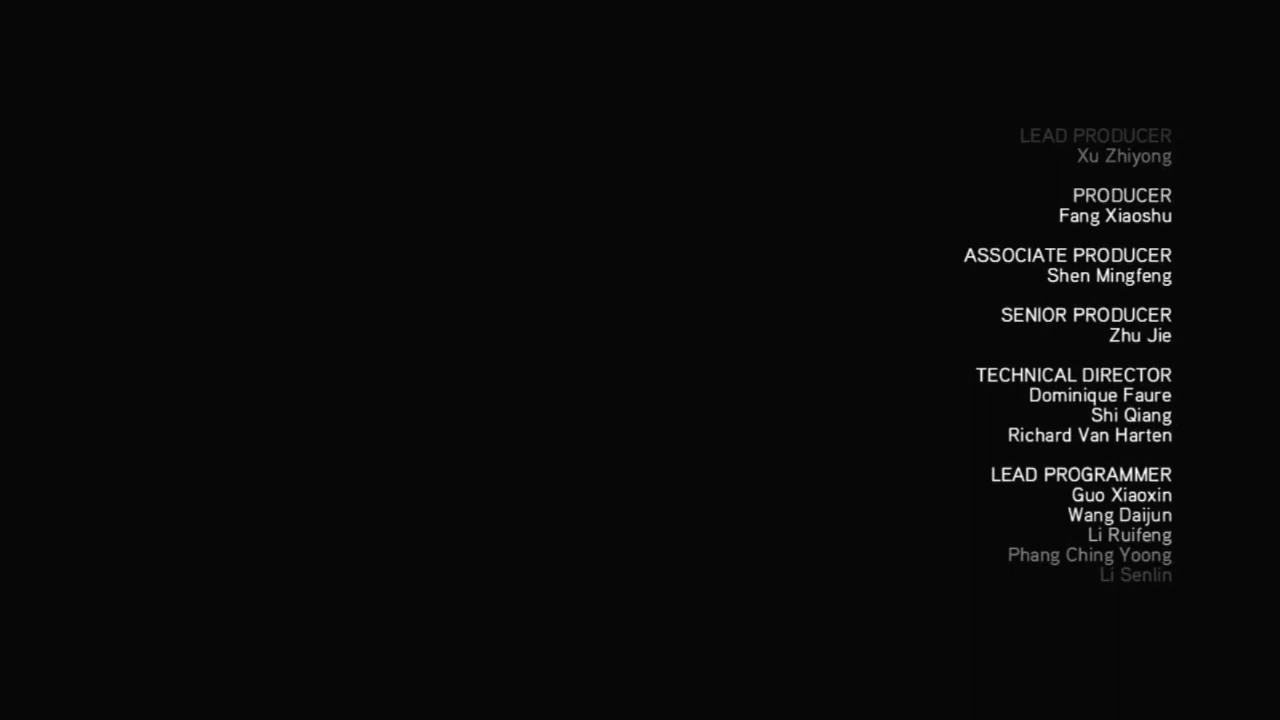 LEAD PRODUCER
Xu Zhiyong
PRODUCER
Fang Xiaoshu
ASSOCIATE PRODUCER
Shen Mingfeng
SENIOR PRODUCER
Zhu Jie
TECHNICAL DIRECTOR
Dominique Faure
Shi Qiang
Richard Van Harten
LEAD PROGRAMMER
Guo Xiaoxin
Wang Daijun
Li Ruifeng
Phang Ching Yoong
Li Senlin